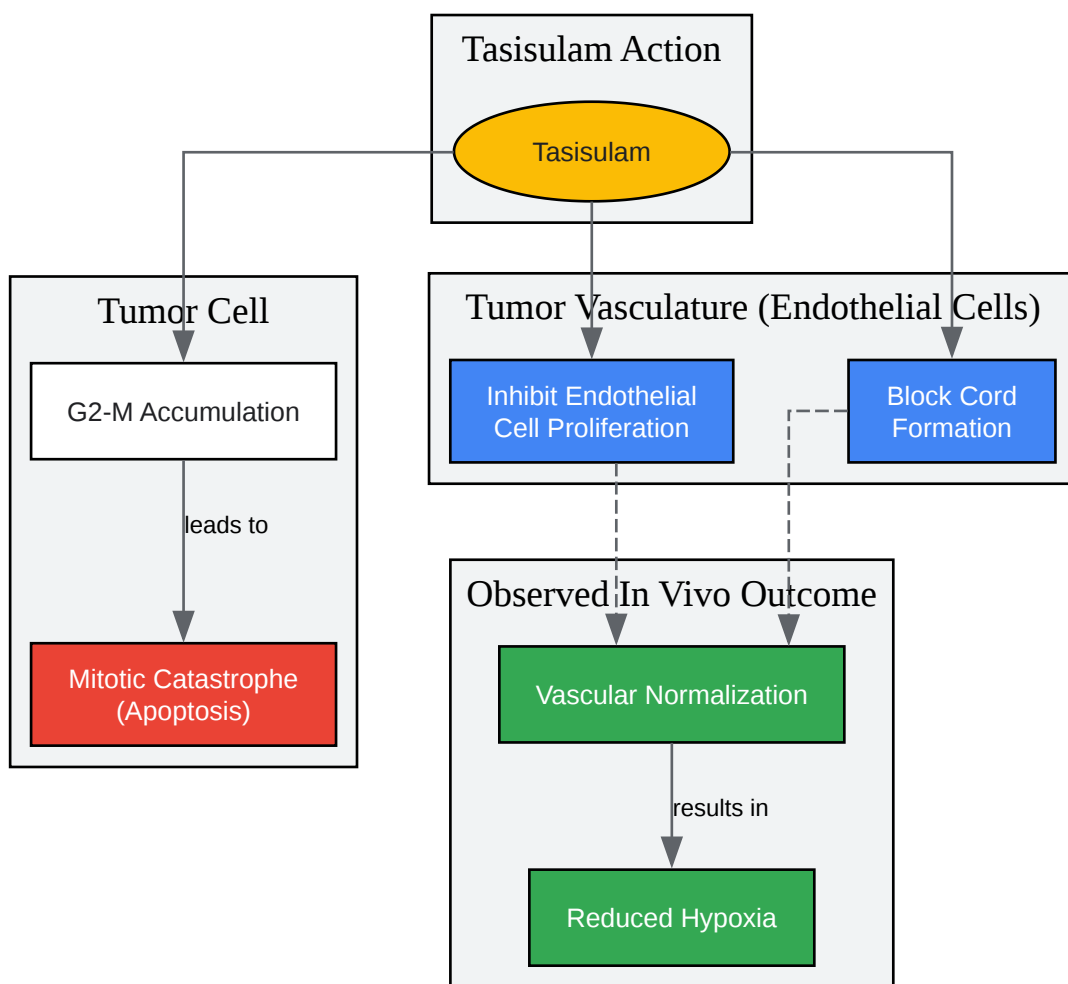 Tasisulam Action
Tasisulam
Tumor Cell
G2-M Accumulation
leads to
Mitotic Catastrophe
(Apoptosis)
Tumor Vasculature (Endothelial Cells)
Inhibit Endothelial
Cell Proliferation
Block Cord
Formation
Observed In Vivo Outcome
Vascular Normalization
results in
Reduced Hypoxia